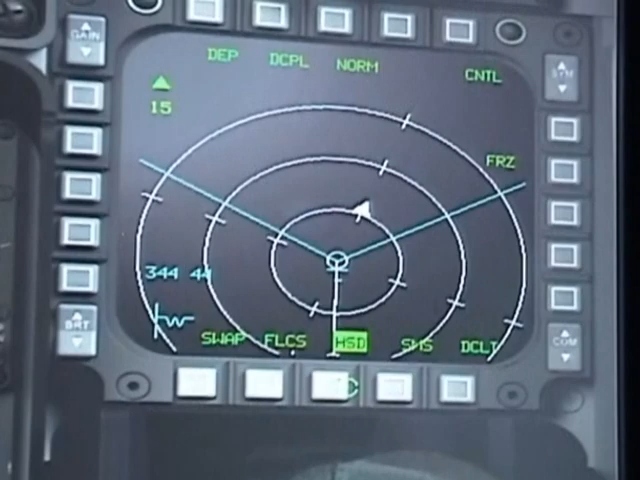 GAIN
DEP DCPL NORM CNTL
SYM
15
FRZ
344 44
BRT
SWAP FLCS HSD SMS DCLT
COM